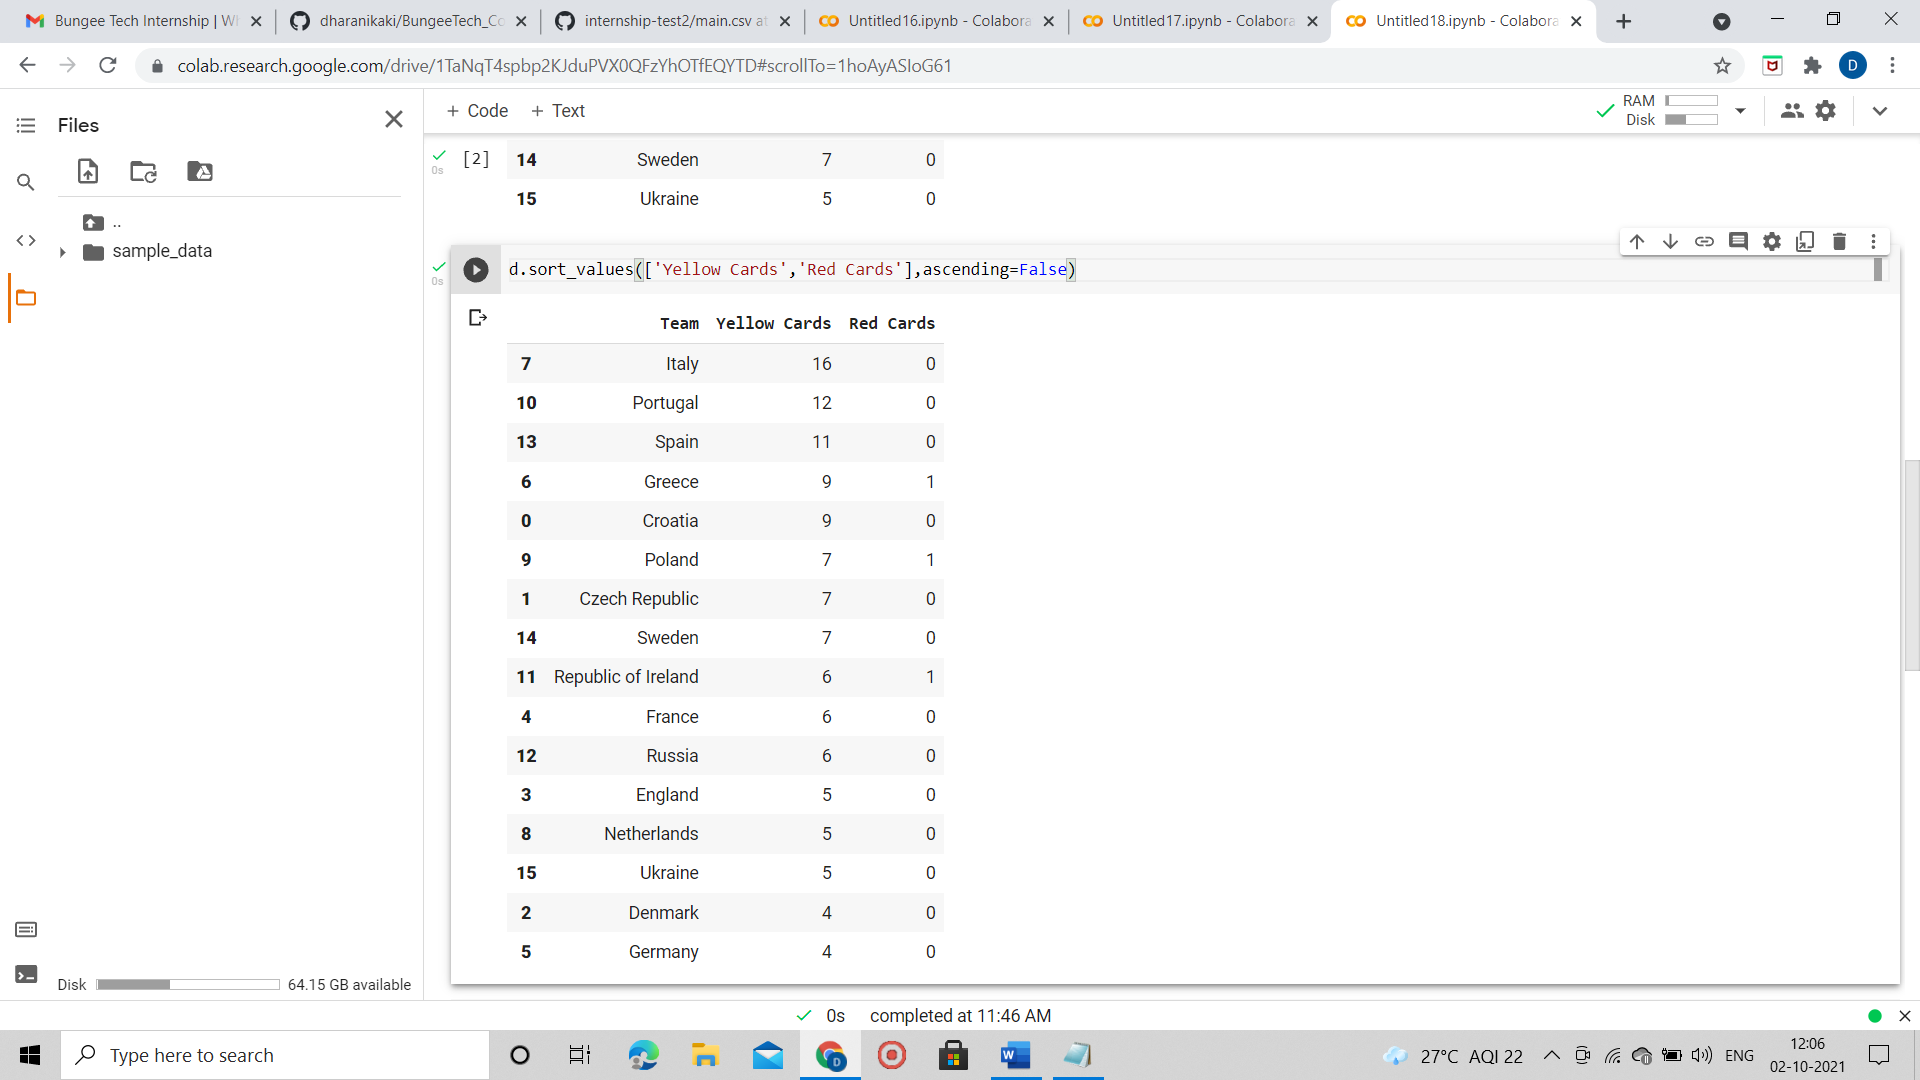 Bungee Tech Internship | W
dharanikaki/BungeeTech_Co
internship-test2/main.csv at
Untitled16.ipynb - Colabora
Untitled17.ipynb - Colabora
Untitled18.ipynb - Colabora
colab.research.google.com/drive/1TaNqT4spbp2KJduPVX0QFzYhOTfEQYTD#scrollTo=1hoAyASIoG61
D
Files
+ Code + Text
RAM
Disk
..
sample_data
0s
[2]
14 Sweden 7 0
15 Ukraine 5 0
0s
d.sort_values(['Yellow Cards','Red Cards'],ascending=False)
Team Yellow Cards Red Cards
7 Italy 16 0
10 Portugal 12 0
13 Spain 11 0
6 Greece 9 1
0 Croatia 9 0
9 Poland 7 1
1 Czech Republic 7 0
14 Sweden 7 0
11 Republic of Ireland 6 1
4 France 6 0
12 Russia 6 0
3 England 5 0
8 Netherlands 5 0
15 Ukraine 5 0
2 Denmark 4 0
5 Germany 4 0
Disk 64.15 GB available
0s completed at 11:46 AM
Type here to search
27°C AQI 22
ENG
12:06
02-10-2021